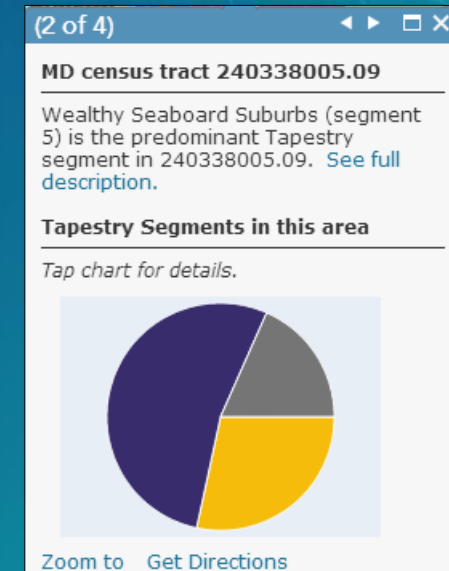 (2 of 4)
MD census tract 240338005.09
Wealthy Seaboard Suburbs (segment
5) is the predominant Tapestry
segment in 240338005.09.  See full
description.
Tapestry Segments in this area
Tap chart for details.
Zoom to   Get Directions